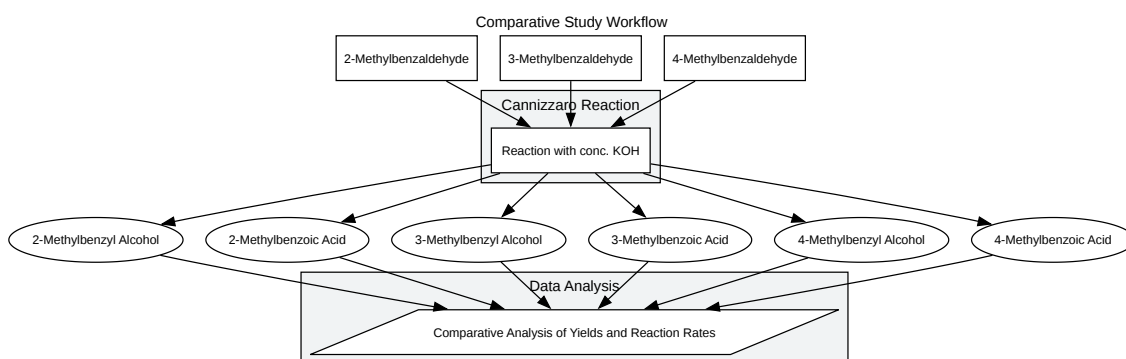 Comparative Study Workflow
2-Methylbenzaldehyde
3-Methylbenzaldehyde
4-Methylbenzaldehyde
Cannizzaro Reaction
Reaction with conc. KOH
2-Methylbenzyl Alcohol
2-Methylbenzoic Acid
3-Methylbenzyl Alcohol
3-Methylbenzoic Acid
4-Methylbenzyl Alcohol
4-Methylbenzoic Acid
Data Analysis
Comparative Analysis of Yields and Reaction Rates